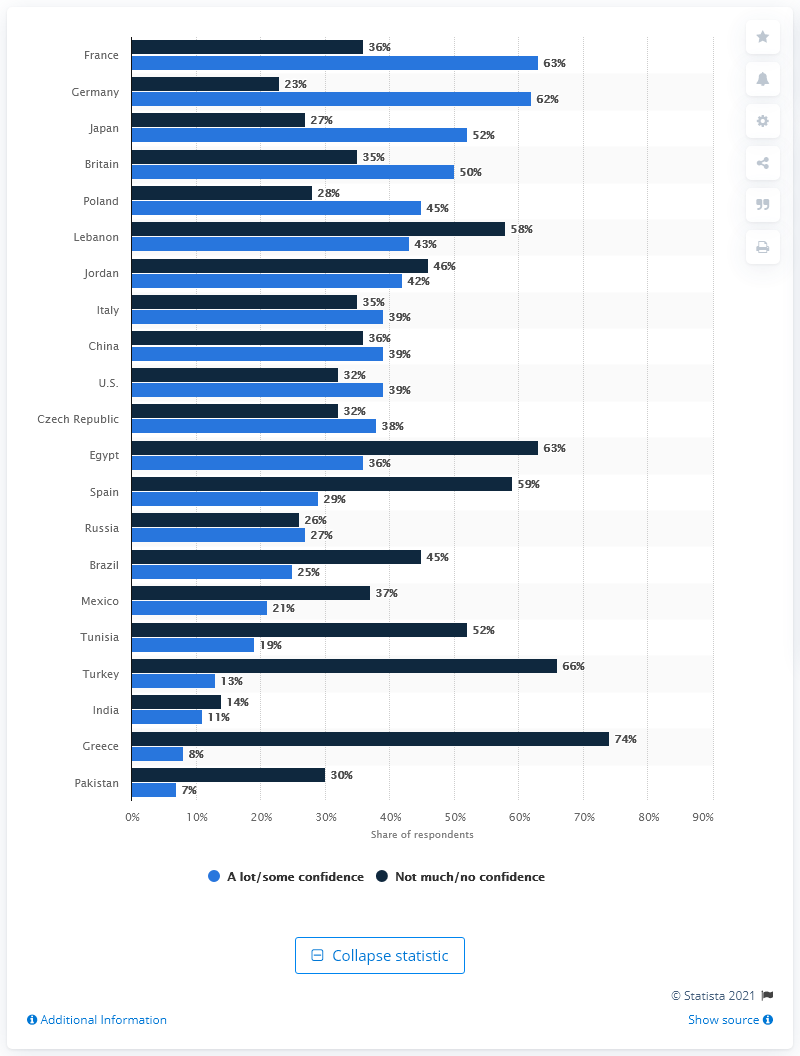 France 36%
63%
Germany 23%
62%
Japan 27%
52%
Britain 35%
50%
Poland 28%
45%
Lebanon 58%
43%
Jordan 46%
42%
Italy 35%
39%
China 36%
39%
U.S. 32%
39%
Czech Republic 32%
38%
Egypt 63%
36%
Spain 59%
29%
Russia 26%
27%
Brazil 45%
25%
Mexico 37%
21%
Tunisia 52%
19%
Turkey 66%
13%
India 14%
11%
Greece 74%
8%
Pakistan 30%
7%
0% 10% 20% 30% 40% 50% 60% 70% 80% 90%
Share of respondents
A lot/some confidence Not much/no confidence
Collapse statistic
© Statista 2021
Additional Information Show source